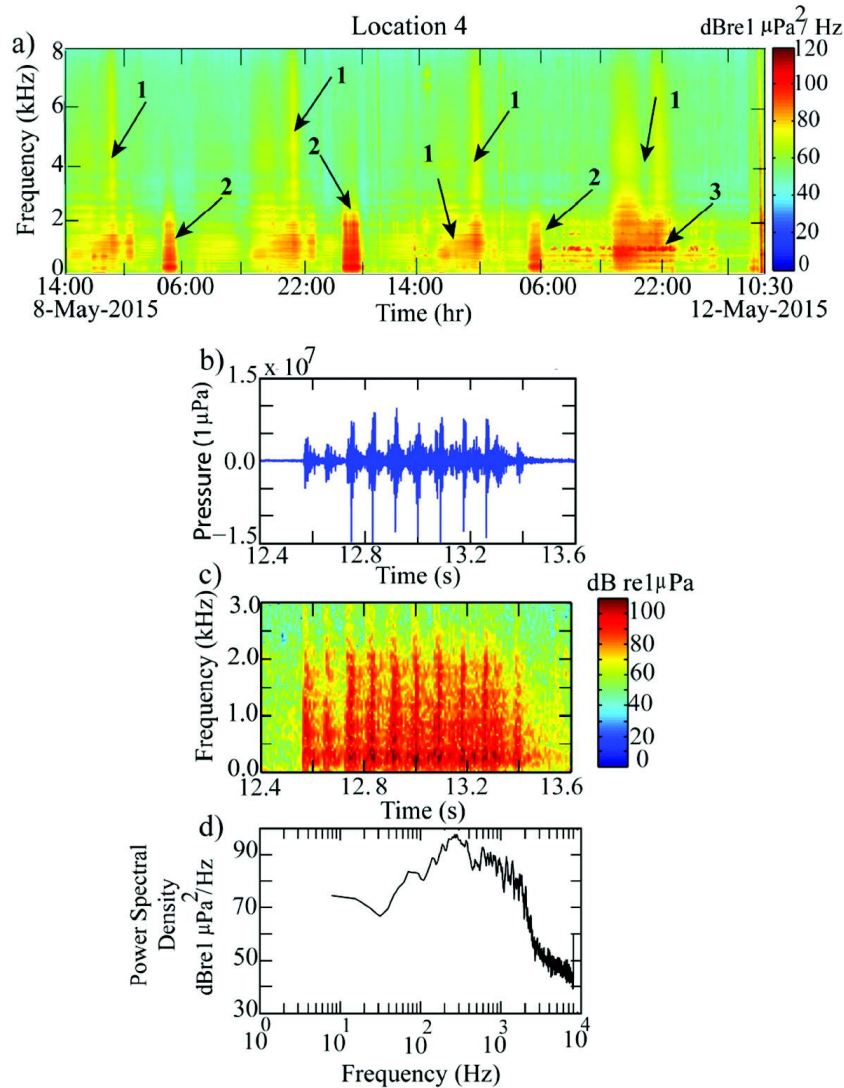 Location 4
dBre1 μPa²/ Hz
a)
8
6
4
2
0
Frequency (kHz)
1 1 1 1
2 2 1 2 3
120
100
80
60
40
20
0
14:00 06:00 22:00 14:00 06:00 22:00 10:30
8-May-2015 Time (hr) 12-May-2015
b)
1.5 x 10⁷
0.0
−1.5
Pressure (1 μPa)
12.4 12.8 13.2 13.6
Time (s)
c)
dB re1μPa
3.0
2.0
1.0
0.0
Frequency (kHz)
100
80
60
40
20
0
12.4 12.8 13.2 13.6
Time (s)
d)
90
70
50
30
Power Spectral
Density
dBre1 μPa²/Hz
10⁰ 10¹ 10² 10³ 10⁴
Frequency (Hz)